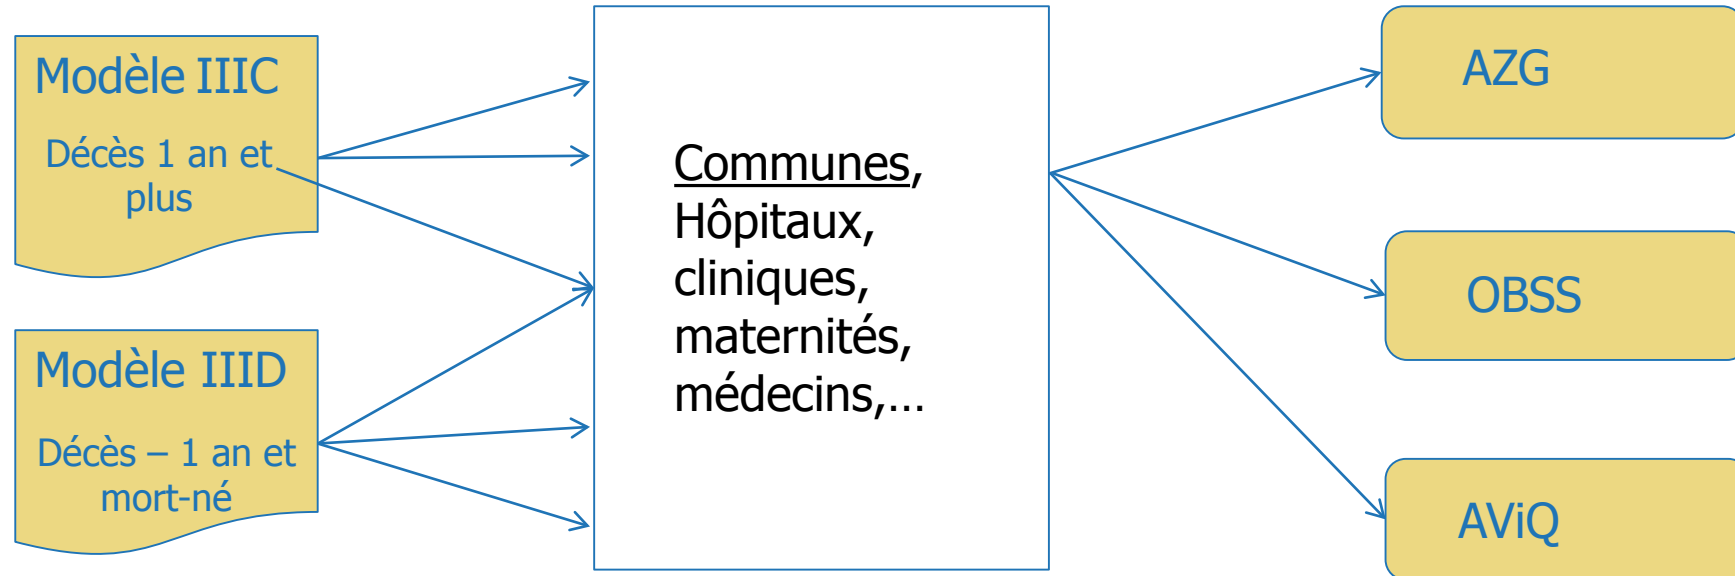 Modèle IIIC
Décès 1 an et
plus
Modèle IIID
Décès – 1 an et
mort-né
Communes,
Hôpitaux,
cliniques,
maternités,
médecins,…
AZG
OBSS
AViQ